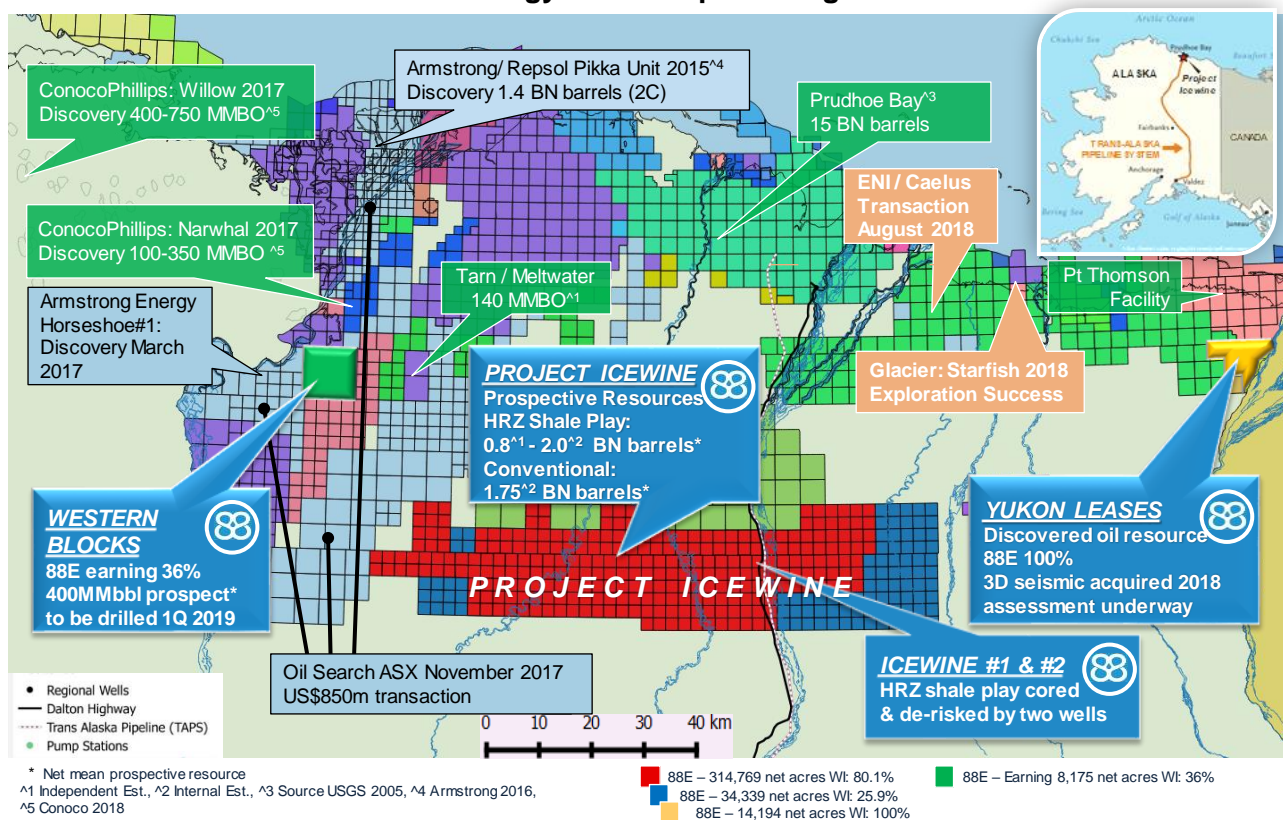 ConocoPhillips: Willow 2017
Discovery 400-750 MMBO^5
Armstrong/ Repsol Pikka Unit 2015^4
Discovery 1.4 BN barrels (2C)
Prudhoe Bay^3
15 BN barrels
ENI / Caelus
Transaction
August 2018
Arctic Ocean
Prudhoe Bay
ALASKA
Project
Icewine
Fairbanks
CANADA
TRANS-ALASKA
PIPELINE SYSTEM
Anchorage
Valdez
Bering Sea
Gulf of Alaska
Juneau
ConocoPhillips: Narwhal 2017
Discovery 100-350 MMBO ^5
Tarn / Meltwater
140 MMBO^1
Pt Thomson
Facility
Armstrong Energy
Horseshoe#1:
Discovery March
2017
Glacier: Starfish 2018
Exploration Success
PROJECT ICEWINE
Prospective Resources
HRZ Shale Play:
0.8^1 - 2.0^2 BN barrels*
Conventional:
1.75^2 BN barrels*
88
WESTERN
BLOCKS
88E earning 36%
400MMbbl prospect*
to be drilled 1Q 2019
88
YUKON LEASES
Discovered oil resource
88E 100%
3D seismic acquired 2018
assessment underway
88
PROJECT ICEWINE
ICEWINE #1 & #2
HRZ shale play cored
& de-risked by two wells
88
Oil Search ASX November 2017
US$850m transaction
Regional Wells
Dalton Highway
Trans Alaska Pipeline (TAPS)
Pump Stations
0 10 20 30 40 km
* Net mean prospective resource
^1 Independent Est., ^2 Internal Est., ^3 Source USGS 2005, ^4 Armstrong 2016,
^5 Conoco 2018
88E – 314,769 net acres WI: 80.1%
88E – 34,339 net acres WI: 25.9%
88E – 14,194 net acres WI: 100%
88E – Earning 8,175 net acres WI: 36%